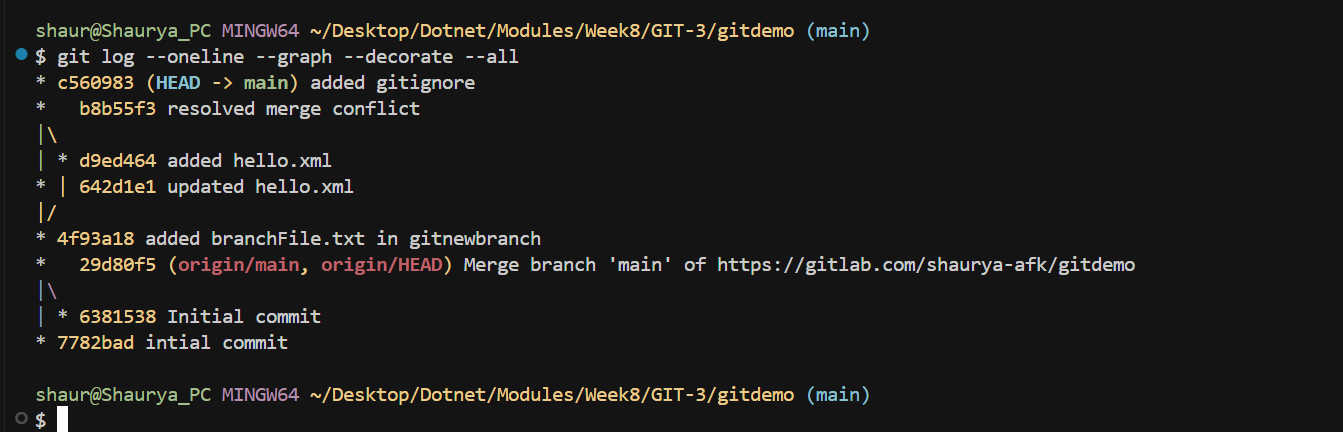 shaur@Shaurya_PC MINGW64 ~/Desktop/Dotnet/Modules/Week8/GIT-3/gitdemo (main)
$ git log --oneline --graph --decorate --all
* c560983 (HEAD -> main) added gitignore
*   b8b55f3 resolved merge conflict
|\
| * d9ed464 added hello.xml
* | 642d1e1 updated hello.xml
|/
* 4f93a18 added branchFile.txt in gitnewbranch
*   29d80f5 (origin/main, origin/HEAD) Merge branch 'main' of https://gitlab.com/shaurya-afk/gitdemo
|\
| * 6381538 Initial commit
* 7782bad intial commit

shaur@Shaurya_PC MINGW64 ~/Desktop/Dotnet/Modules/Week8/GIT-3/gitdemo (main)
$